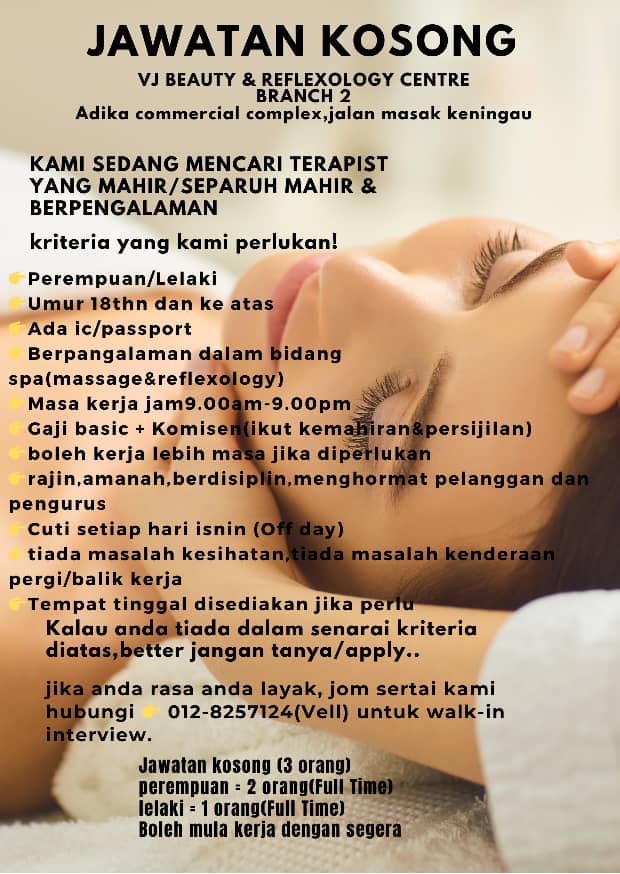 JAWATAN KOSONG
VJ BEAUTY & REFLEXOLOGY CENTRE
BRANCH 2
Adika commercial complex,jalan masak keningau
KAMI SEDANG MENCARI TERAPIST
YANG MAHIR/SEPARUH MAHIR &
BERPENGALAMAN
kriteria yang kami perlukan!
👉Perempuan/Lelaki
👉Umur 18thn dan ke atas
👉Ada ic/passport
👉Berpangalaman dalam bidang
spa(massage&reflexology)
👉Masa kerja jam9.00am-9.00pm
👉Gaji basic + Komisen(ikut kemahiran&persijilan)
👉boleh kerja lebih masa jika diperlukan
👉rajin,amanah,berdisiplin,menghormat pelanggan dan
pengurus
👉Cuti setiap hari isnin (Off day)
👉tiada masalah kesihatan,tiada masalah kenderaan
pergi/balik kerja
👉Tempat tinggal disediakan jika perlu
Kalau anda tiada dalam senarai kriteria
diatas,better jangan tanya/apply..
jika anda rasa anda layak, jom sertai kami
hubungi 👉 012-8257124(Vell) untuk walk-in
interview.
Jawatan kosong (3 orang)
perempuan = 2 orang(Full Time)
lelaki = 1 orang(Full Time)
Boleh mula kerja dengan segera